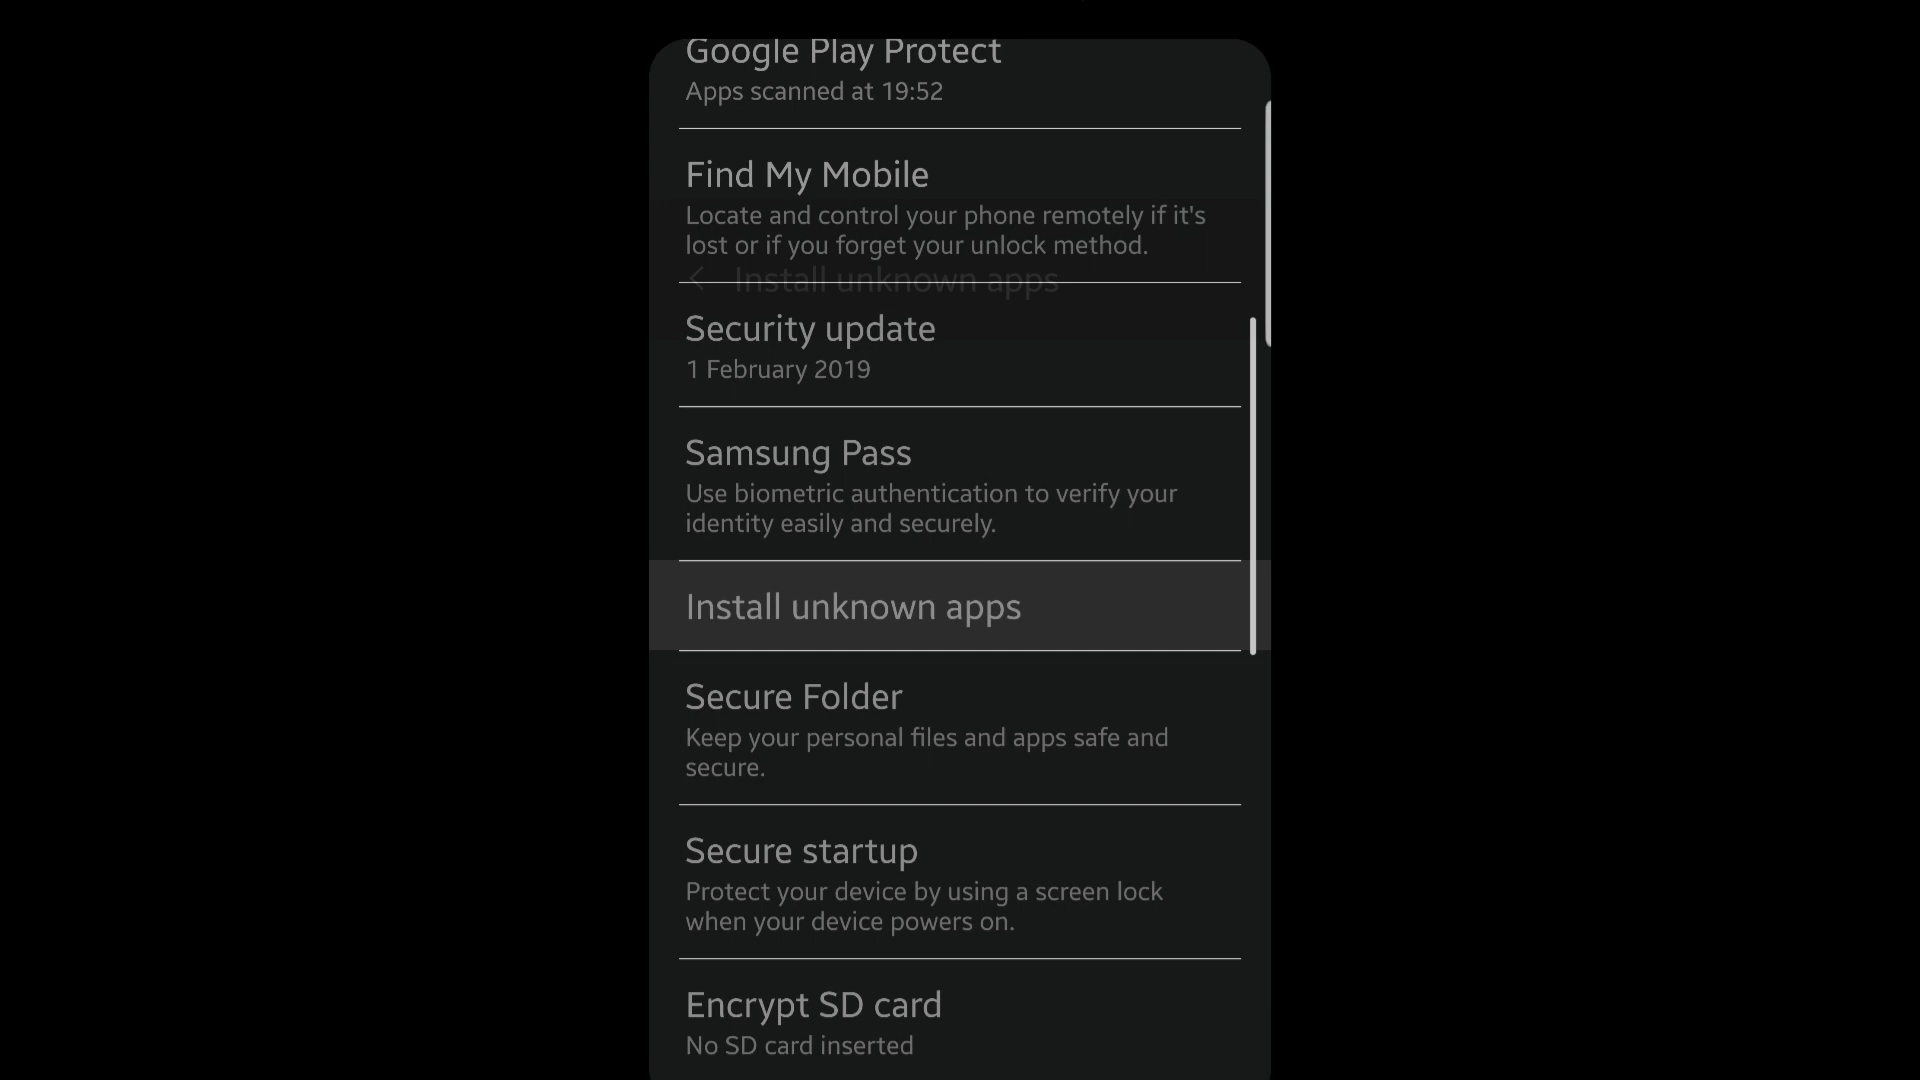 Google Play Protect
Apps scanned at 19:52
Find My Mobile
Locate and control your phone remotely if it's
lost or if you forget your unlock method.
Install unknown apps
Security update
1 February 2019
Samsung Pass
Use biometric authentication to verify your
identity easily and securely.
Install unknown apps
Secure Folder
Keep your personal files and apps safe and
secure.
Secure startup
Protect your device by using a screen lock
when your device powers on.
Encrypt SD card
No SD card inserted